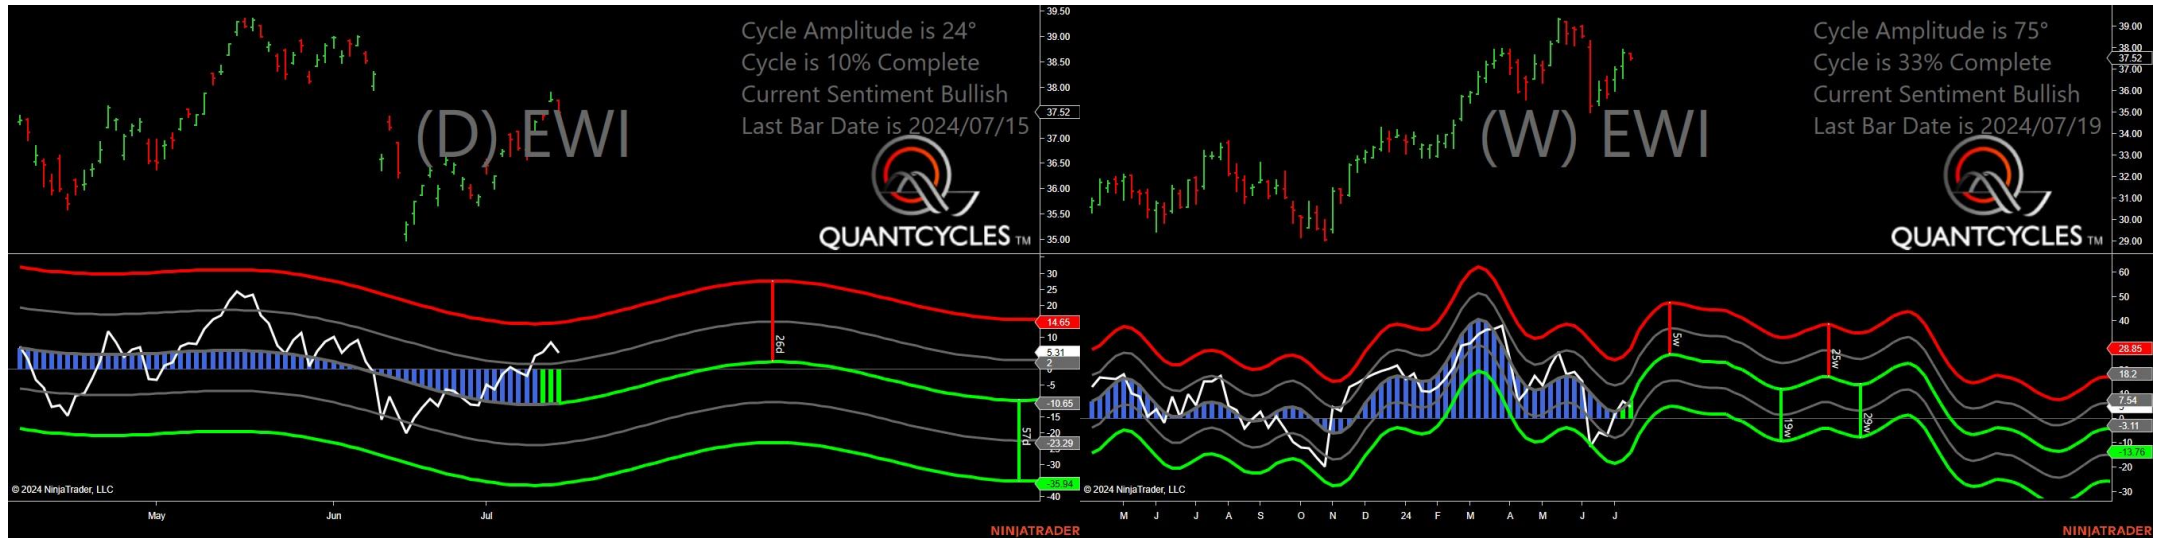 Cycle Amplitude is 24°
Cycle is 10% Complete
Current Sentiment Bullish
Last Bar Date is 2024/07/15
(D) EWI
QUANTCYCLES TM
39.50
39.00
38.50
38.00
37.52
37.00
36.50
36.00
35.50
35.00
30
25
20
14.65
10
5.31
2
-5
-10.65
-15
-20
-23.29
-30
-35.94
-40
26d
57d
© 2024 NinjaTrader, LLC
May
Jun
Jul
NINJATRADER
Cycle Amplitude is 75°
Cycle is 33% Complete
Current Sentiment Bullish
Last Bar Date is 2024/07/19
(W) EWI
QUANTCYCLES TM
39.00
38.00
37.52
37.00
36.00
35.00
34.00
33.00
32.00
31.00
30.00
29.00
60
50
40
28.85
18.2
10
7.54
-3.11
-10
-13.76
-20
-30
5w
25w
19w
29w
© 2024 NinjaTrader, LLC
M J J A S O N D 24 F M A M J J
NINJATRADER